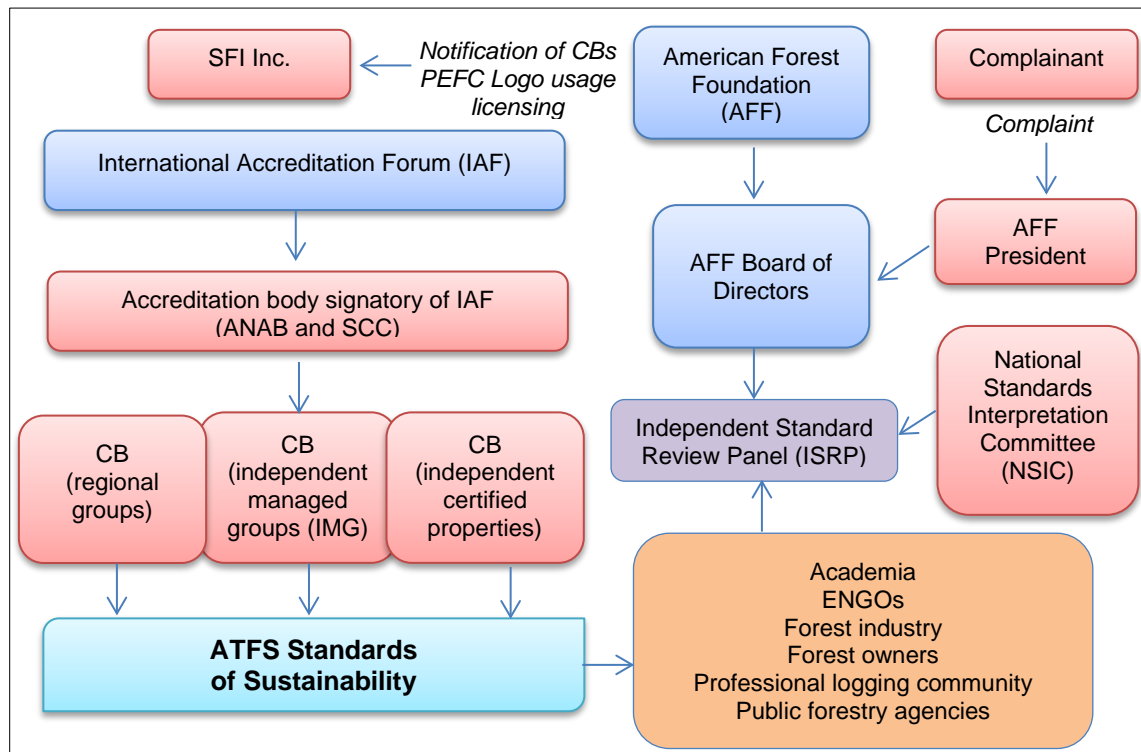 SFI Inc.
Notification of CBs
PEFC Logo usage
licensing
American Forest
Foundation
(AFF)
Complainant
Complaint
International Accreditation Forum (IAF)
AFF
President
AFF Board of
Directors
Accreditation body signatory of IAF
(ANAB and SCC)
National
Standards
Interpretation
Committee
(NSIC)
Independent Standard
Review Panel (ISRP)
CB
(regional
groups)
CB
(independent
managed
groups (IMG)
CB
(independent
certified
properties)
ATFS Standards
of Sustainability
Academia
ENGOs
Forest industry
Forest owners
Professional logging community
Public forestry agencies